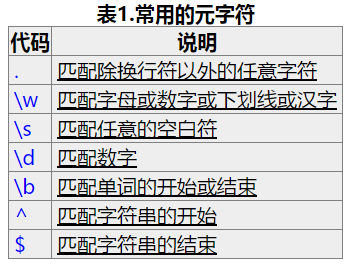 表1.常用的元字符
代码 说明
. 匹配除换行符以外的任意字符
\w 匹配字母或数字或下划线或汉字
\s 匹配任意的空白符
\d 匹配数字
\b 匹配单词的开始或结束
^ 匹配字符串的开始
$ 匹配字符串的结束